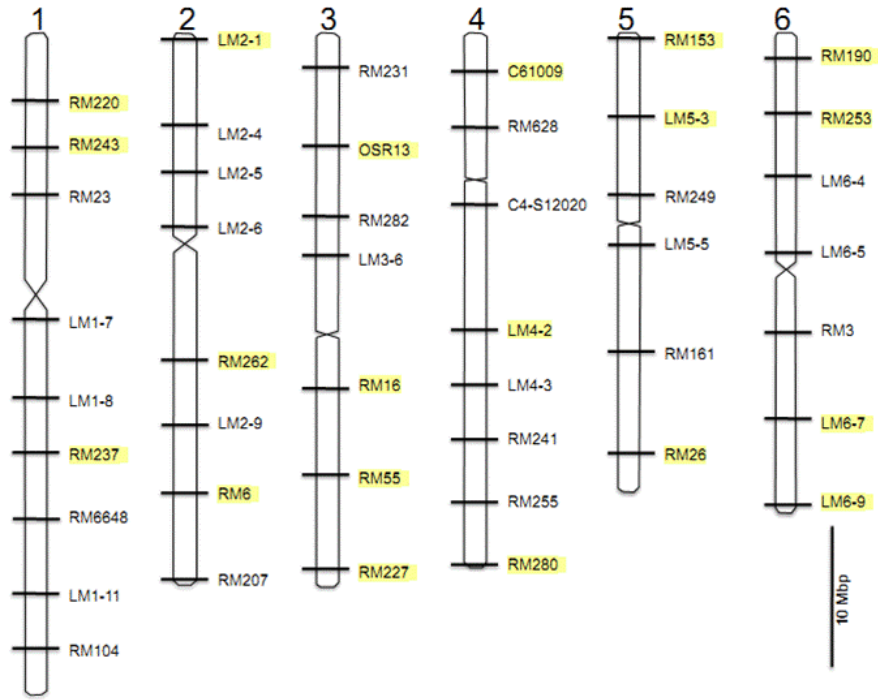 1
RM220
RM243
RM23
LM1-7
LM1-8
RM237
RM6648
LM1-11
RM104
2
LM2-1
LM2-4
LM2-5
LM2-6
RM262
LM2-9
RM6
RM207
3
RM231
OSR13
RM282
LM3-6
RM16
RM55
RM227
4
C61009
RM628
C4-S12020
LM4-2
LM4-3
RM241
RM255
RM280
5
RM153
LM5-3
RM249
LM5-5
RM161
RM26
6
RM190
RM253
LM6-4
LM6-5
RM3
LM6-7
LM6-9
10 Mbp